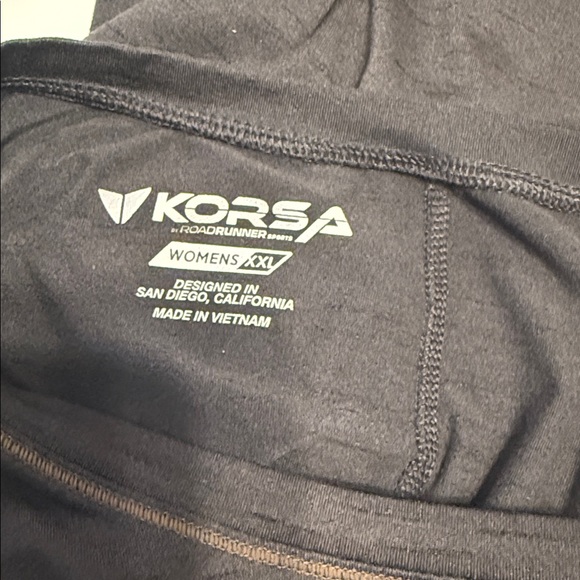 KORSA
BY ROADRUNNER SPORTS
WOMENS XXL
DESIGNED IN
SAN DIEGO, CALIFORNIA
MADE IN VIETNAM